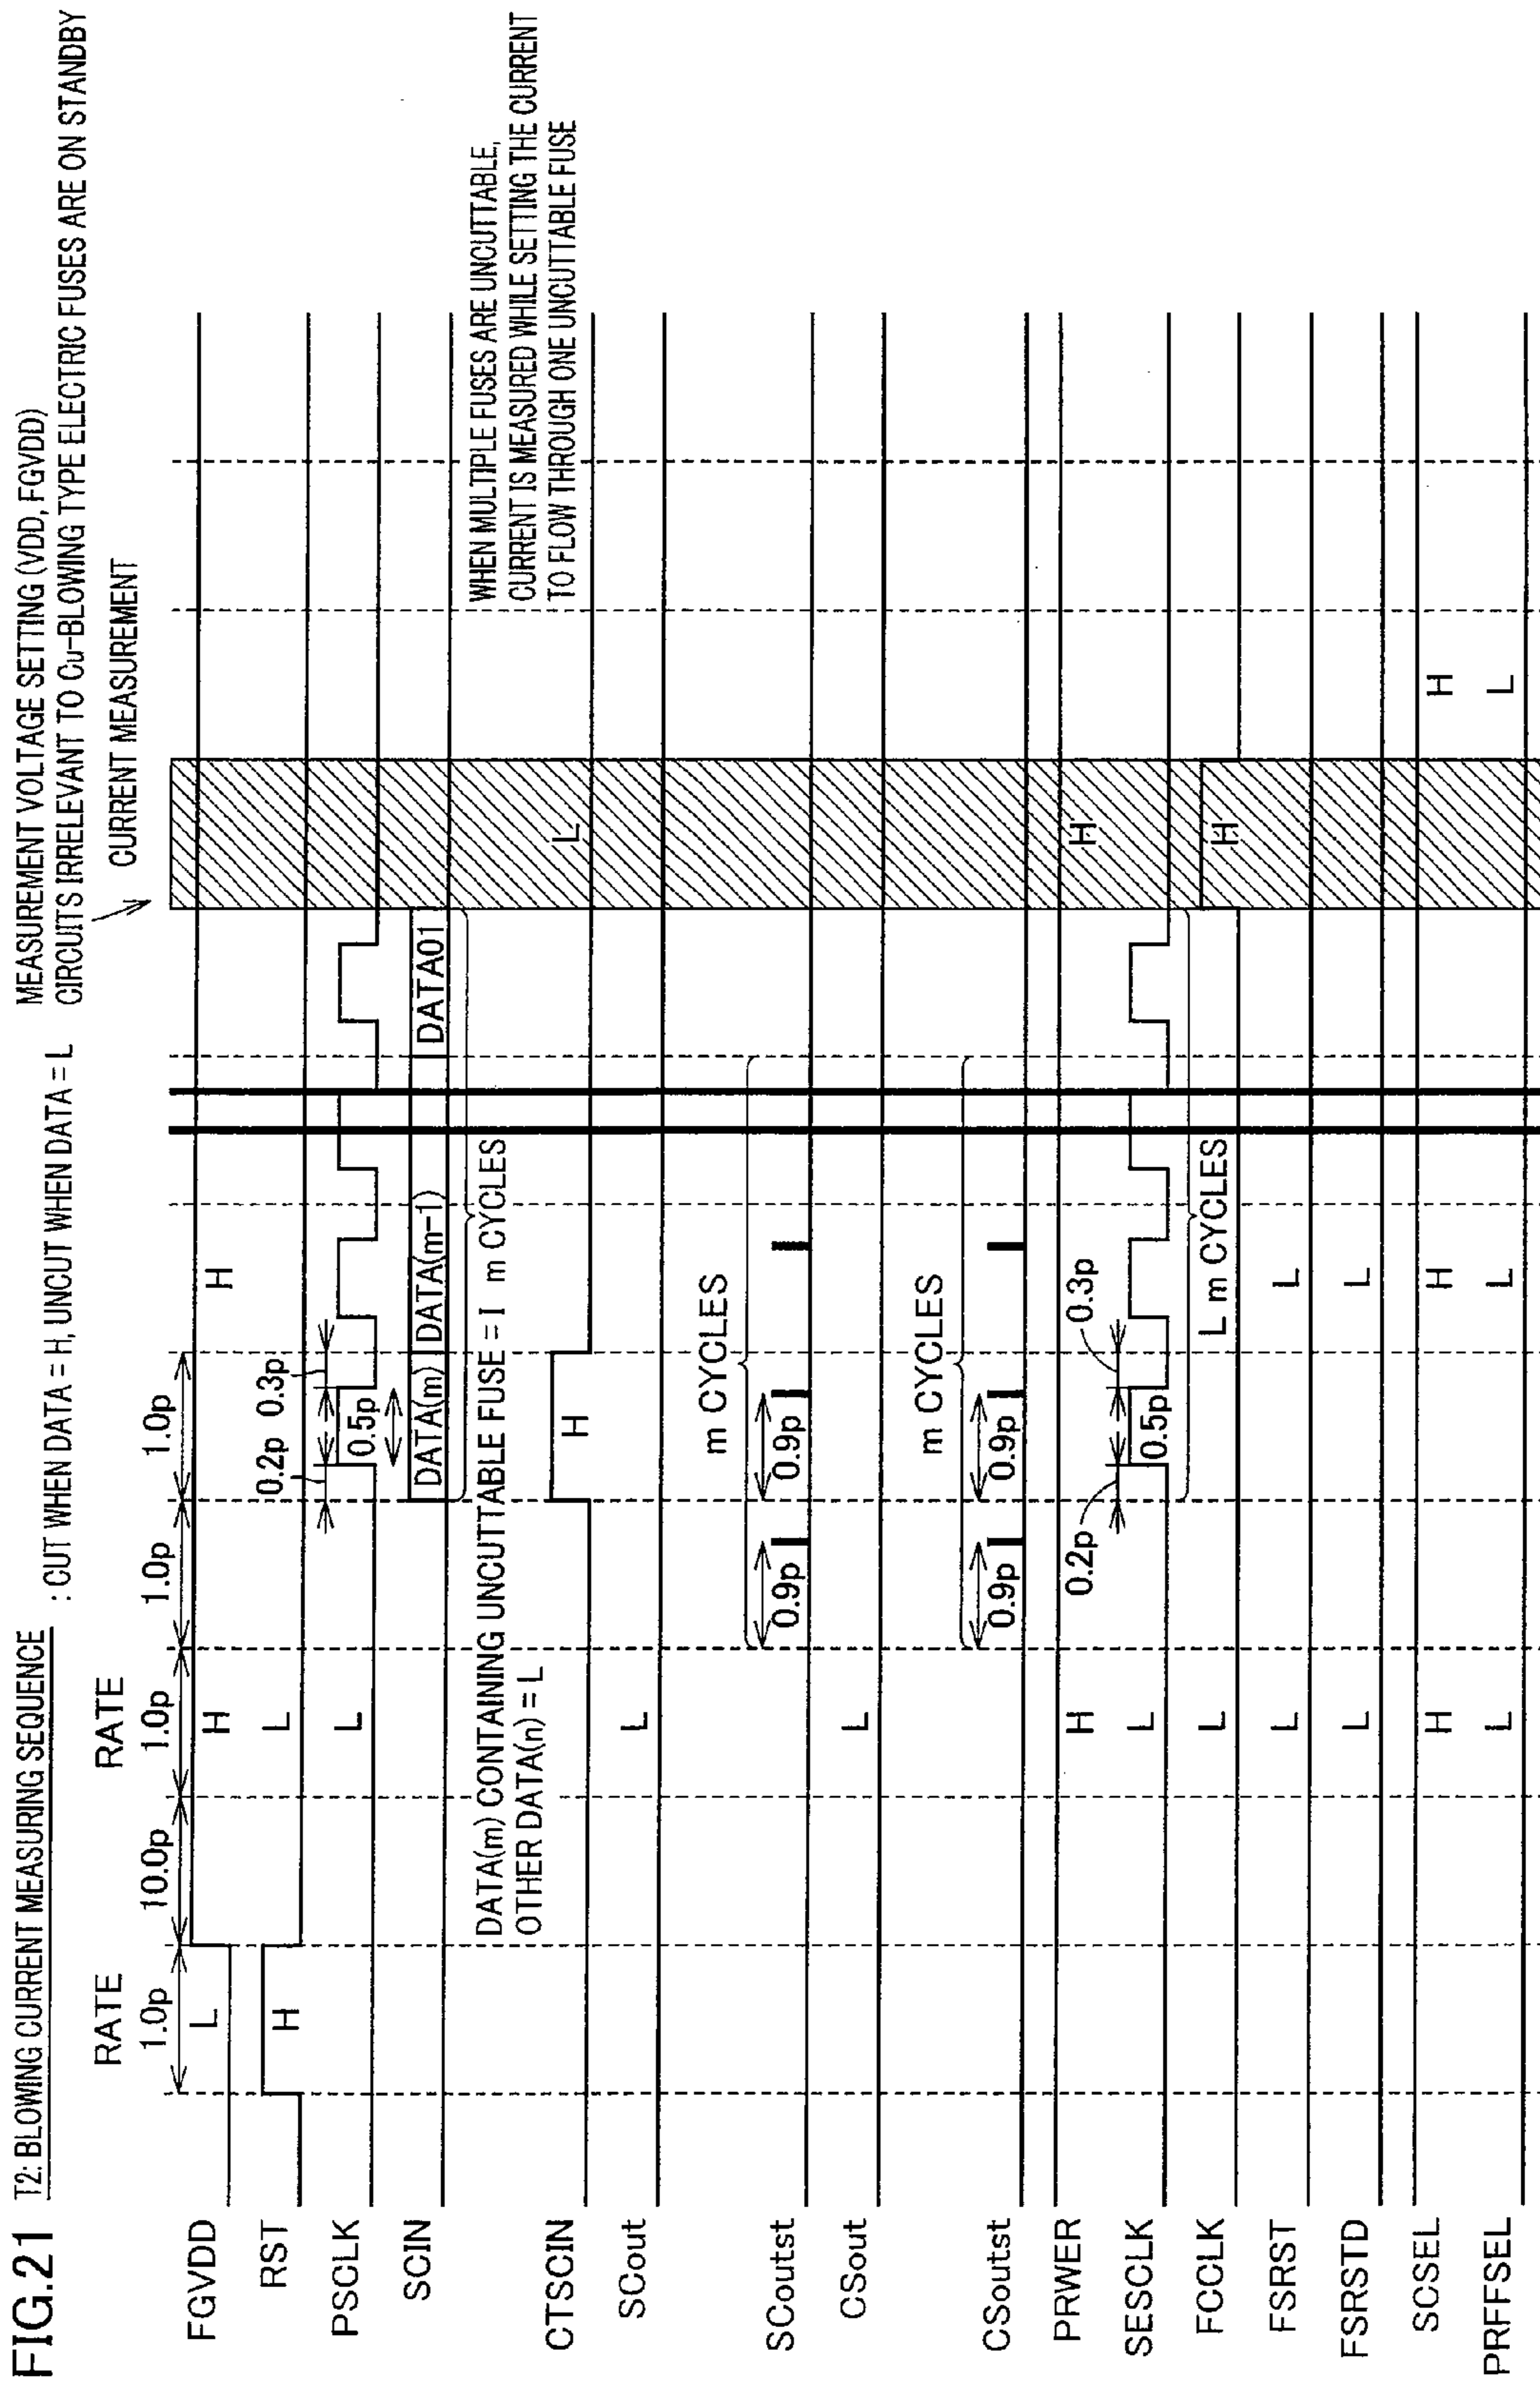 FIG.21
T2: BLOWING CURRENT MEASURING SEQUENCE
: CUT WHEN DATA = H, UNCUT WHEN DATA = L
MEASUREMENT VOLTAGE SETTING (VDD, FGVDD)
CIRCUITS IRRELEVANT TO Cu-BLOWING TYPE ELECTRIC FUSES ARE ON STANDBY
CURRENT MEASUREMENT
RATE
RATE
1.0p
10.0p
1.0p
1.0p
1.0p
FGVDD
L
H
H
RST
H
L
0.2p
0.3p
PSCLK
L
0.5p
SCIN
DATA(m)
DATA(m-1)
DATA01
DATA(m) CONTAINING UNCUTTABLE FUSE = I
m CYCLES
OTHER DATA(n) = L
WHEN MULTIPLE FUSES ARE UNCUTTABLE,
CURRENT IS MEASURED WHILE SETTING THE CURRENT
TO FLOW THROUGH ONE UNCUTTABLE FUSE
CTSCIN
H
L
SCout
L
m CYCLES
SCoutst
0.9p
0.9p
CSout
L
m CYCLES
CSoutst
0.9p
0.9p
PRWER
H
H
0.2p
0.3p
SESCLK
L
0.5p
FCCLK
L
L m CYCLES
H
FSRST
L
L
FSRSTD
L
L
SCSEL
H
H
H
PRFFSEL
L
L
L